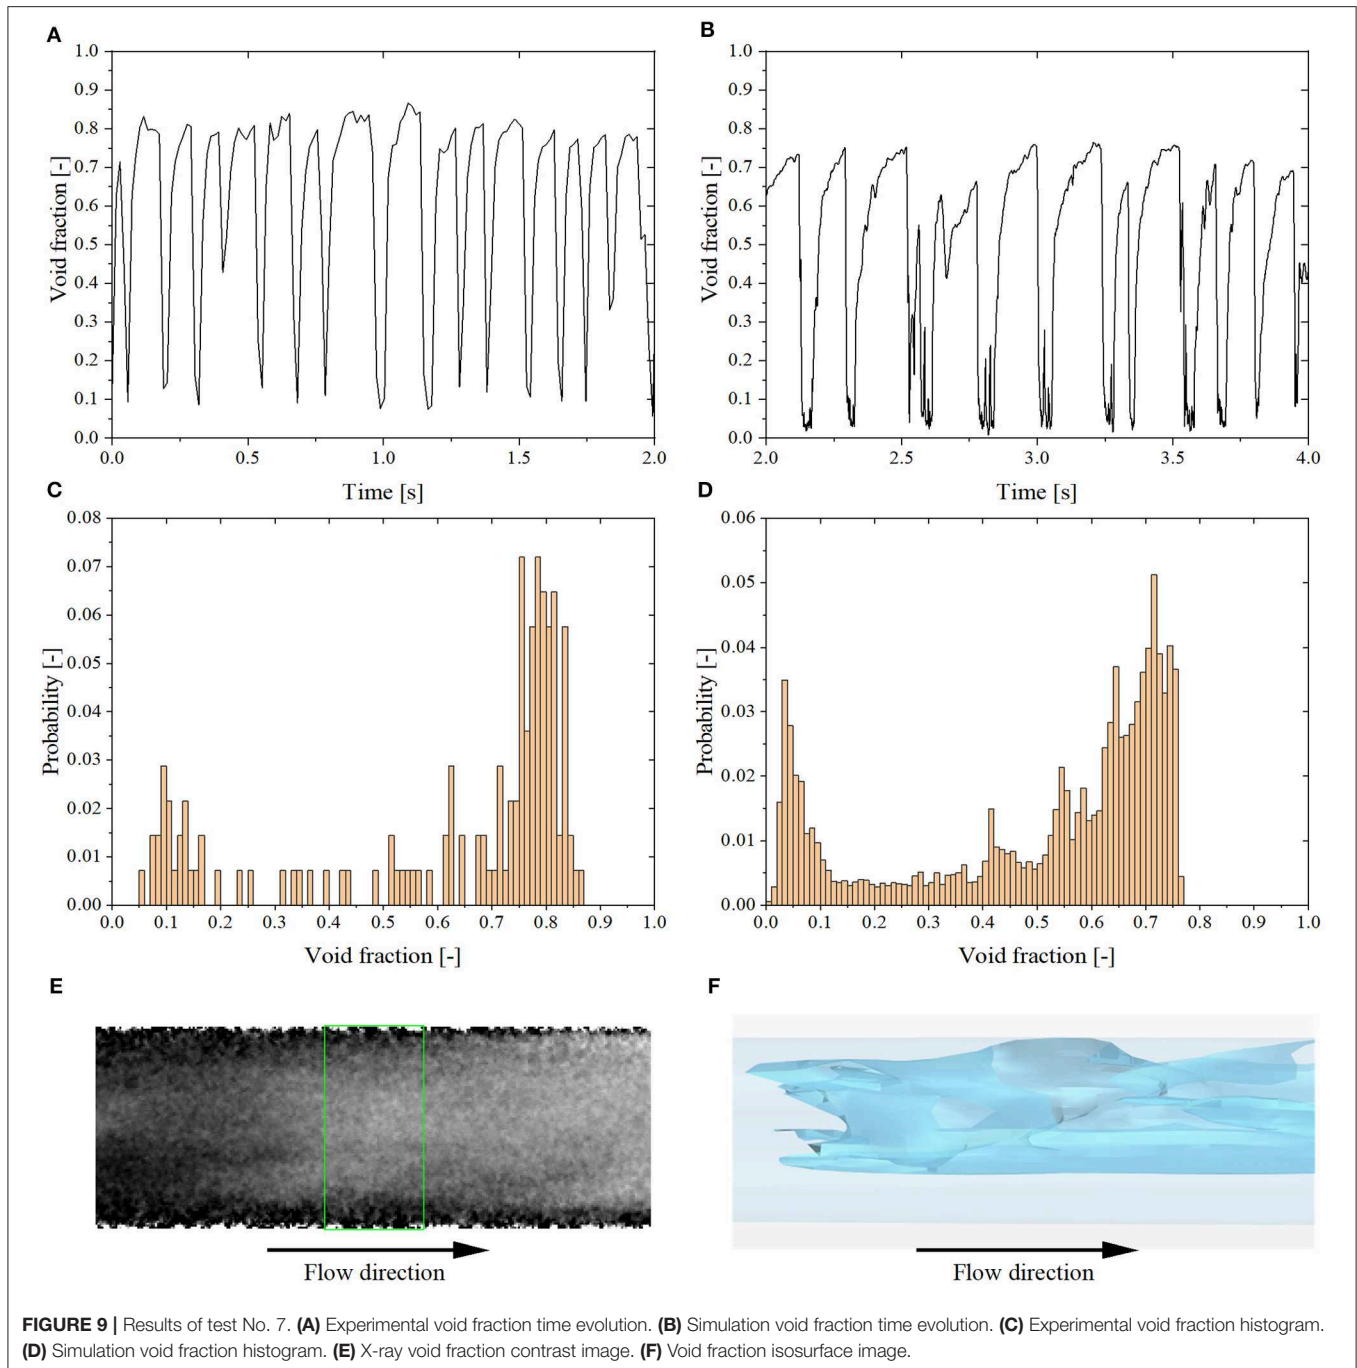 A
1.0
0.9
0.8
0.7
0.6
0.5
0.4
0.3
0.2
0.1
0.0
Void fraction [-]
0.0 0.5 1.0 1.5 2.0
Time [s]
B
1.0
0.9
0.8
0.7
0.6
0.5
0.4
0.3
0.2
0.1
0.0
Void fraction [-]
2.0 2.5 3.0 3.5 4.0
Time [s]
C
0.08
0.07
0.06
0.05
0.04
0.03
0.02
0.01
0.00
Probability [-]
0.0 0.1 0.2 0.3 0.4 0.5 0.6 0.7 0.8 0.9 1.0
Void fraction [-]
D
0.06
0.05
0.04
0.03
0.02
0.01
0.00
Probability [-]
0.0 0.1 0.2 0.3 0.4 0.5 0.6 0.7 0.8 0.9 1.0
Void fraction [-]
E
Flow direction
F
Flow direction
FIGURE 9 | Results of test No. 7. (A) Experimental void fraction time evolution. (B) Simulation void fraction time evolution. (C) Experimental void fraction histogram.
(D) Simulation void fraction histogram. (E) X-ray void fraction contrast image. (F) Void fraction isosurface image.